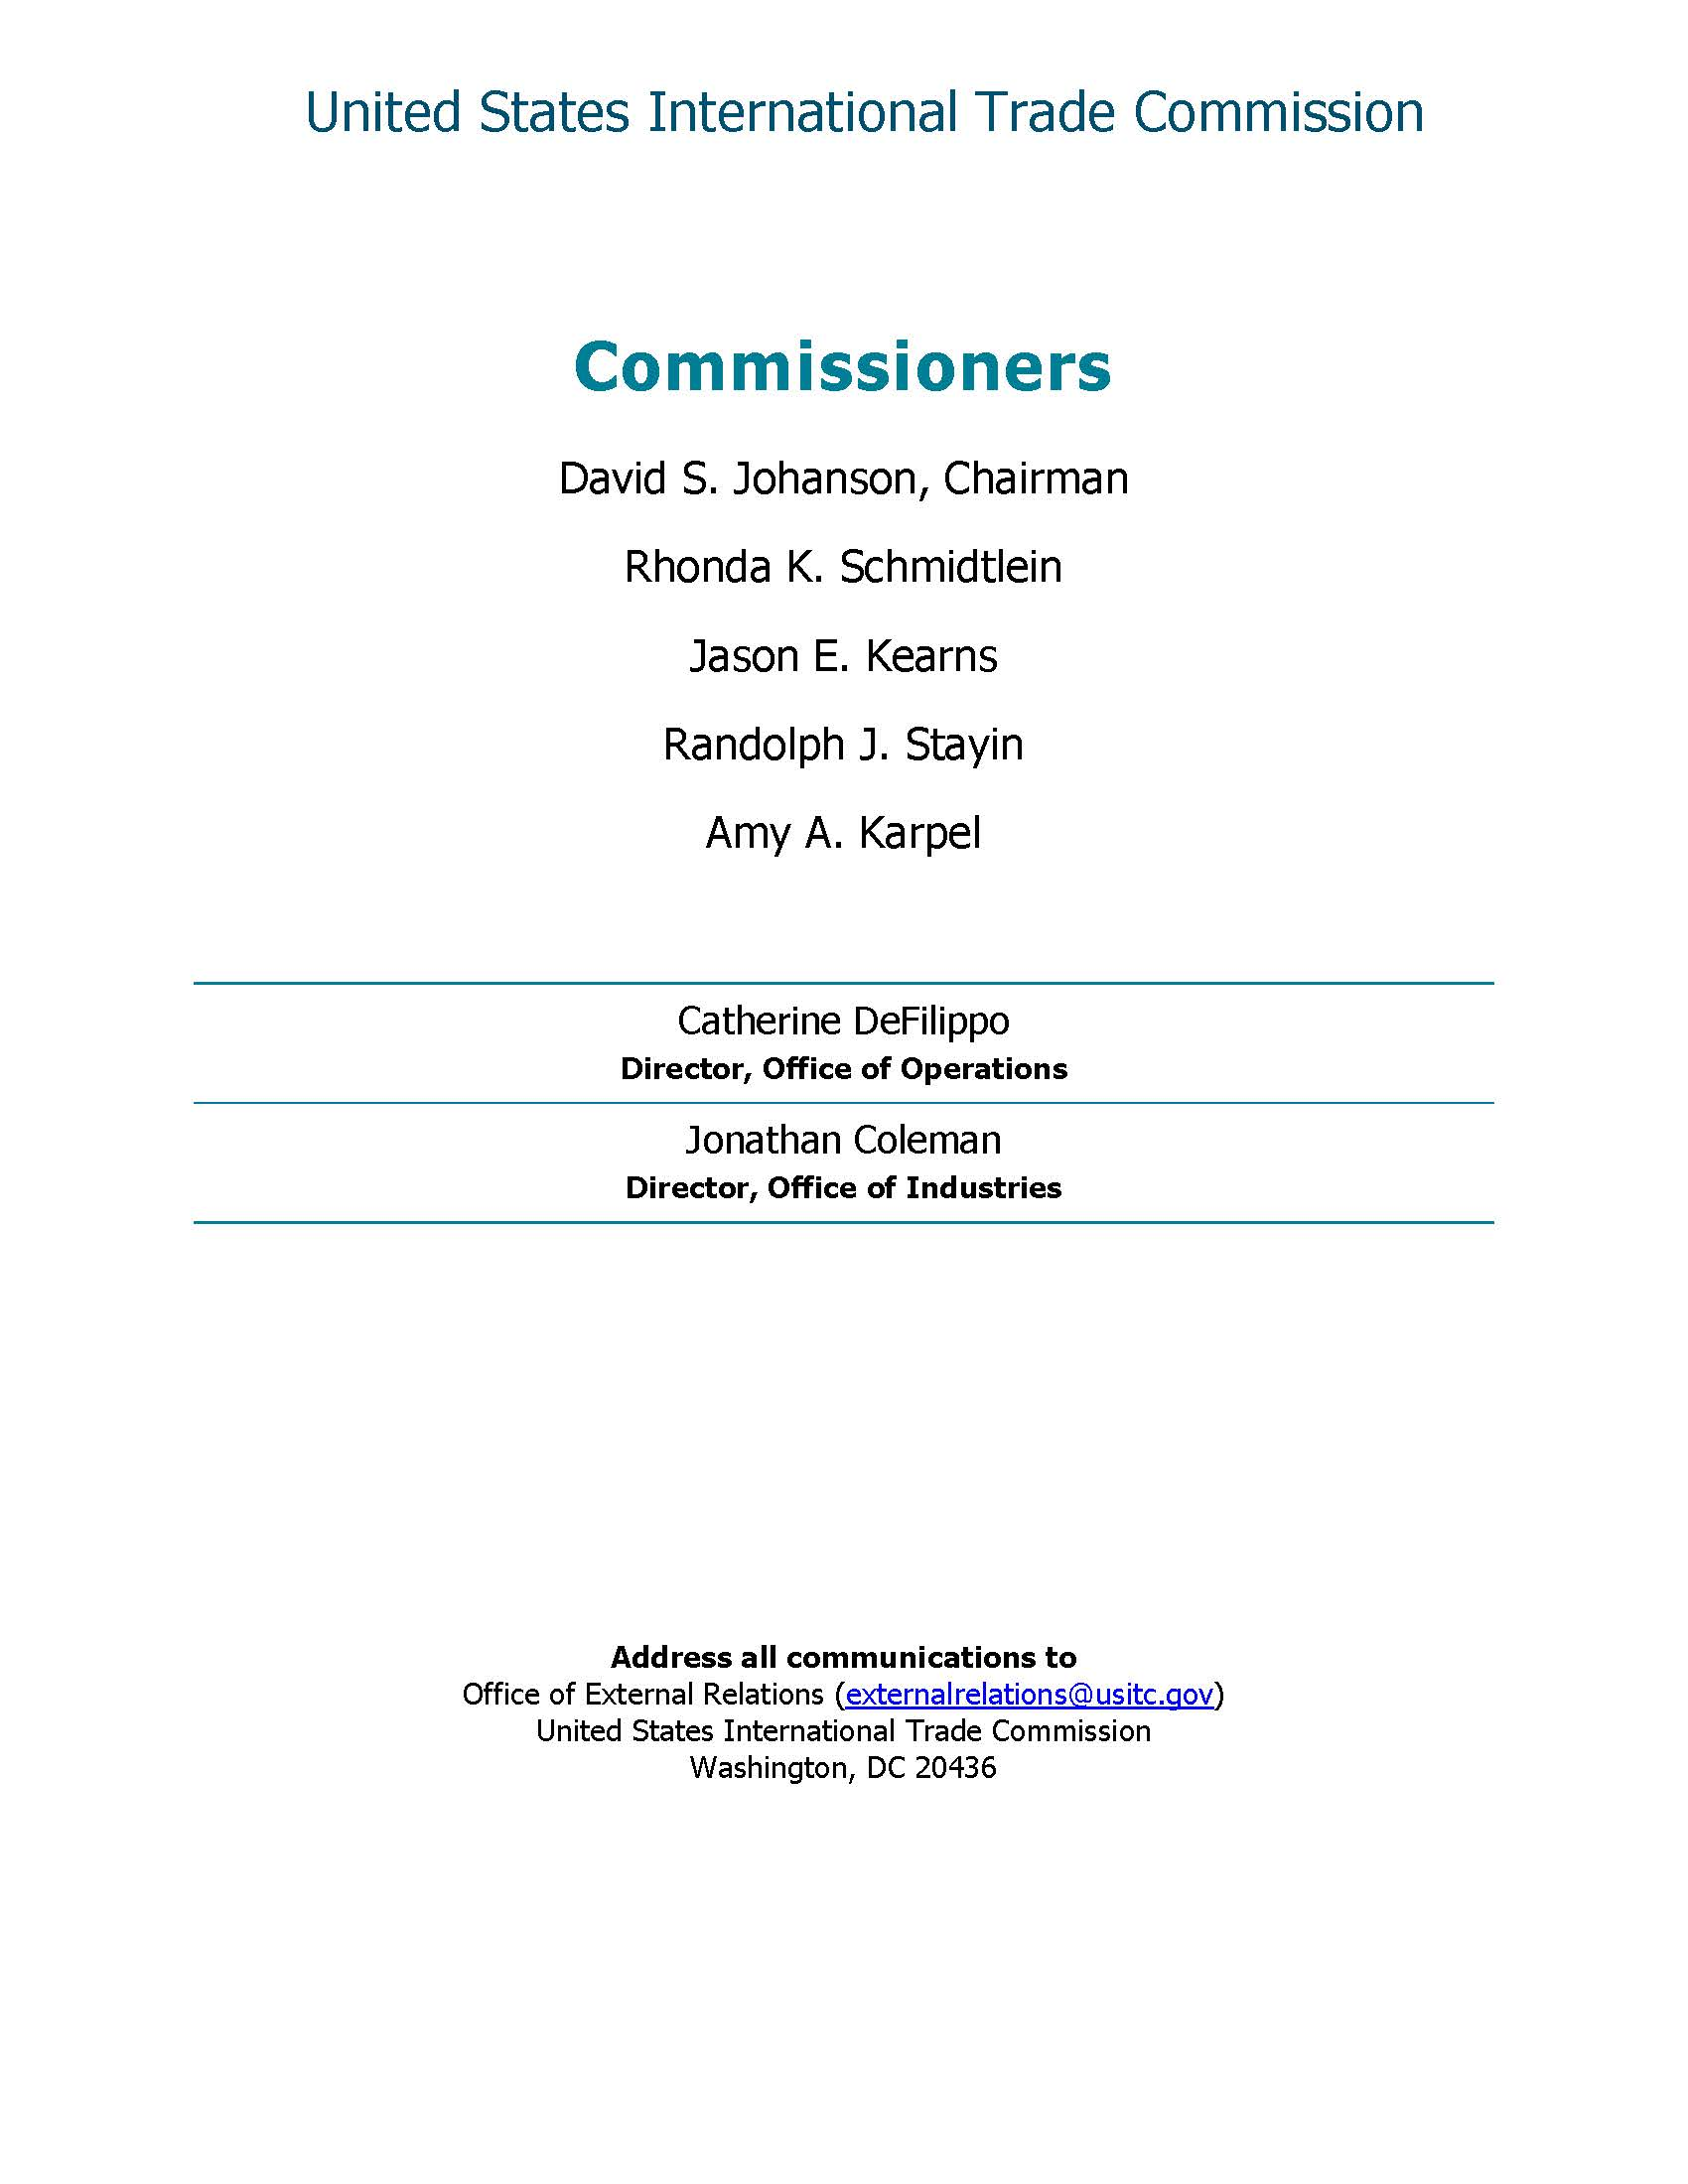 United States International Trade Commission
Commissioners
David S. Johanson, Chairman
Rhonda K. Schmidtlein
Jason E. Kearns
Randolph J. Stayin
Amy A. Karpel
Catherine DeFilippo
Director, Office of Operations
Jonathan Coleman
Director, Office of Industries
Address all communications to
Office of External Relations (externalrelations@usitc.gov)
United States International Trade Commission
Washington, DC 20436